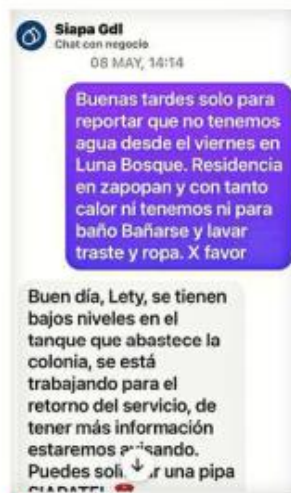 Siapa Gdl
Chat con negocio
08 MAY, 14:14
Buenas tardes solo para
reportar que no tenemos
agua desde el viernes en
Luna Bosque. Residencia
en zapopan y con tanto
calor ni tenemos ni para
baño Bañarse y lavar
traste y ropa. X favor
Buen día, Lety, se tienen
bajos niveles en el
tanque que abastece la
colonia, se está
trabajando para el
retorno del servicio, de
tener más información
estaremos avisando.
Puedes una pipa